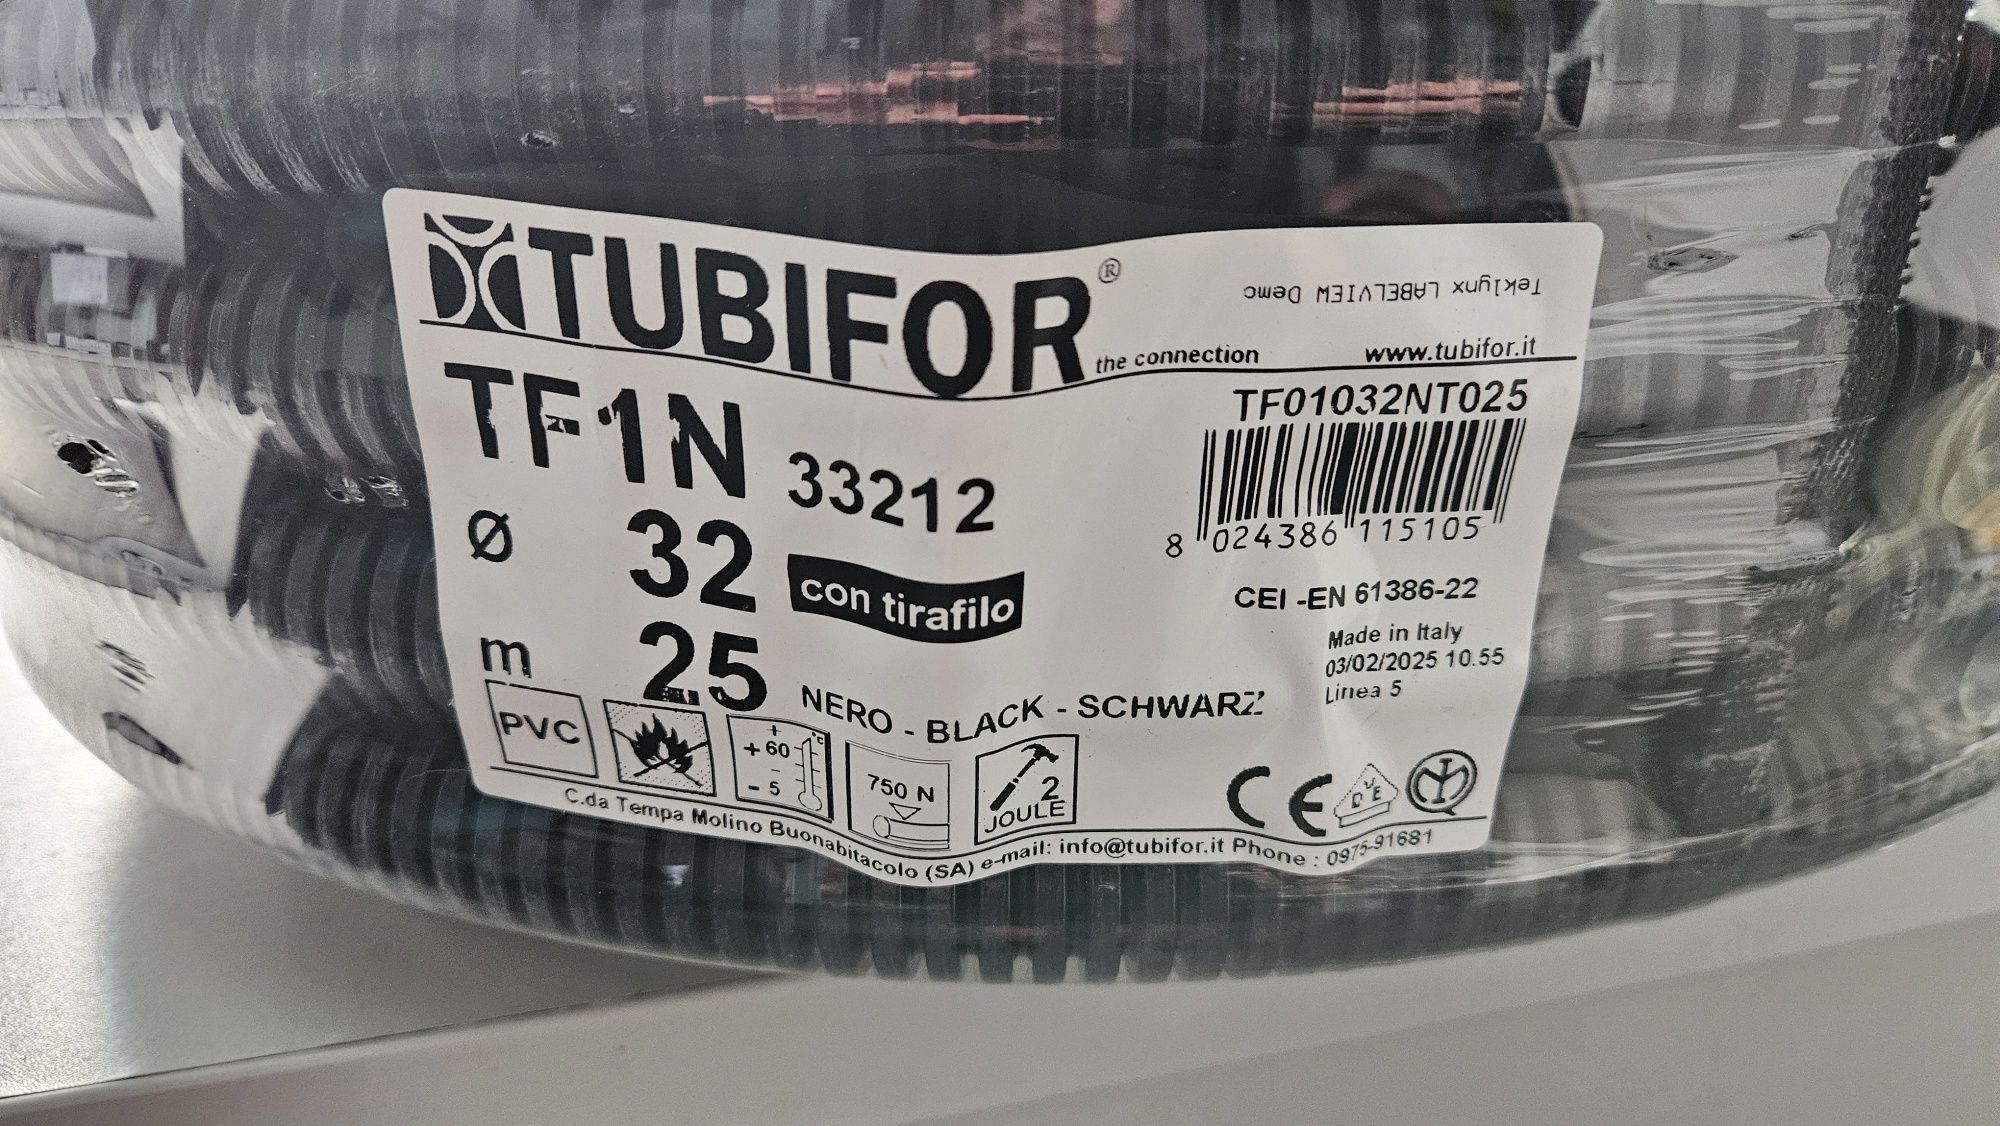 TUBIFOR®
the connection
Teklynx LABELVIEW Demo
www.tubifor.it
TF1N 33212
TF01032NT025
8 024386 115105
Ø 32 con tirafilo
CEI -EN 61386-22
m 25
Made in Italy
03/02/2025 10.55
Linea 5
NERO - BLACK - SCHWARZ
PVC
+
+ 60
°C
-
- 5
750 N
2
JOULE
CE
DVE
C.da Tempa Molino Buonabitacolo (SA) e-mail: info@tubifor.it Phone : 0975-91681